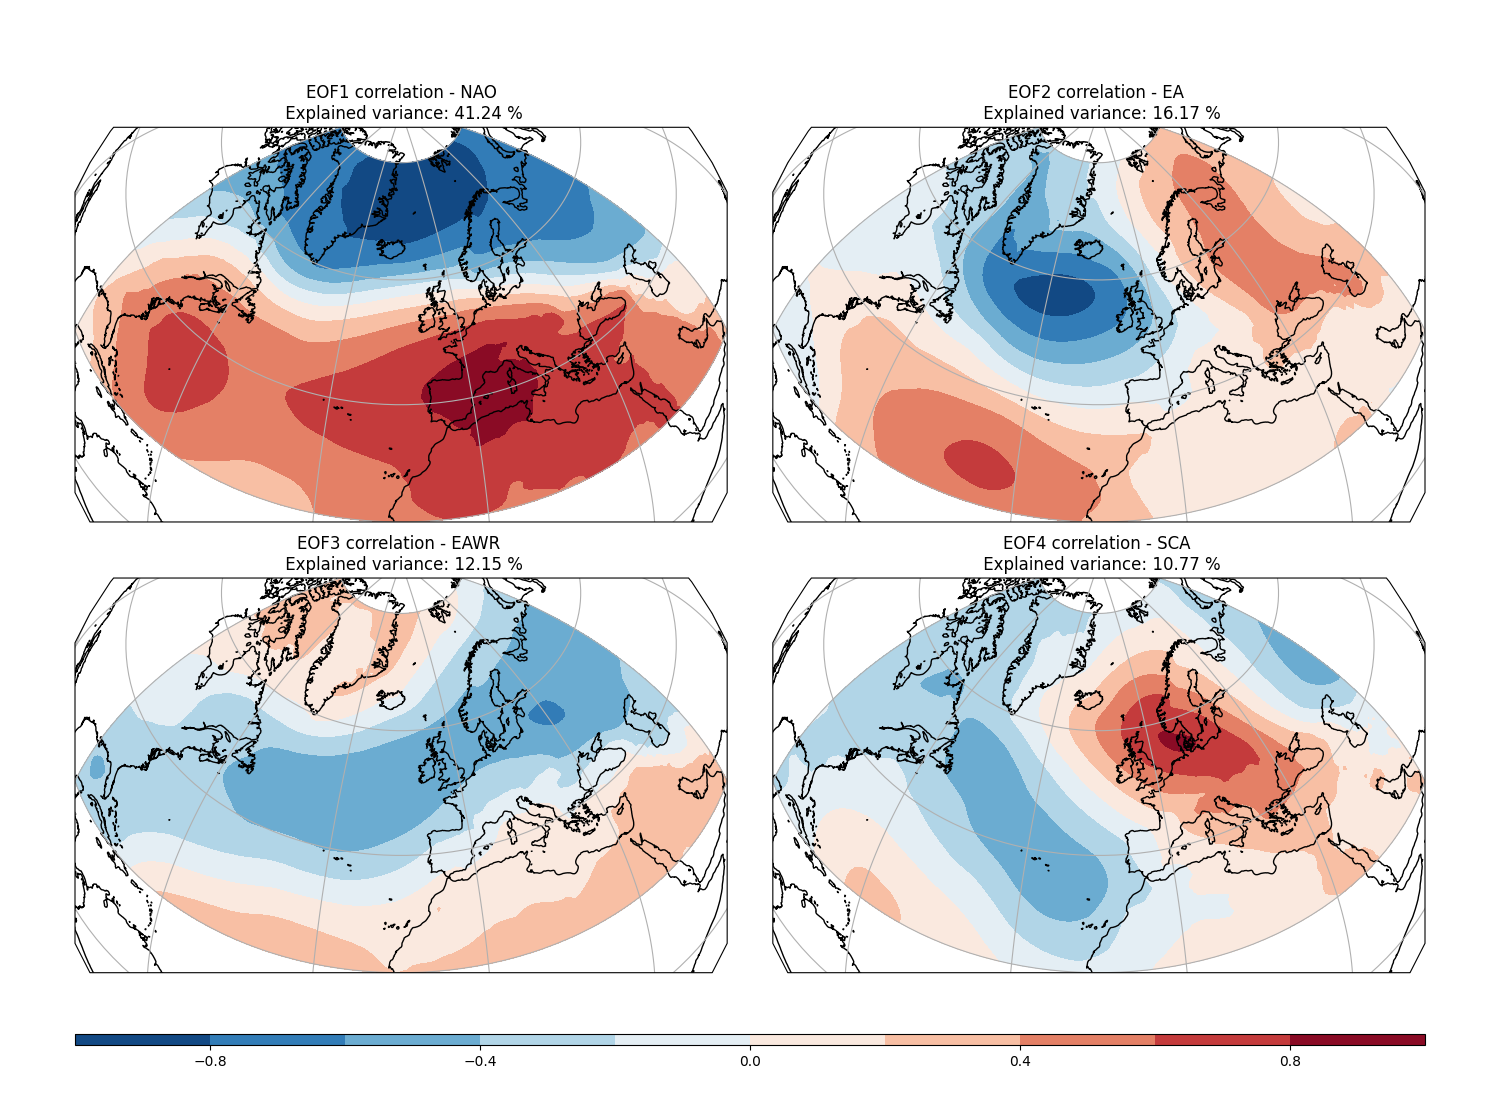 EOF1 correlation - NAO
Explained variance: 41.24 %
EOF2 correlation - EA
Explained variance: 16.17 %
EOF3 correlation - EAWR
Explained variance: 12.15 %
EOF4 correlation - SCA
Explained variance: 10.77 %
−0.8 −0.4 0.0 0.4 0.8